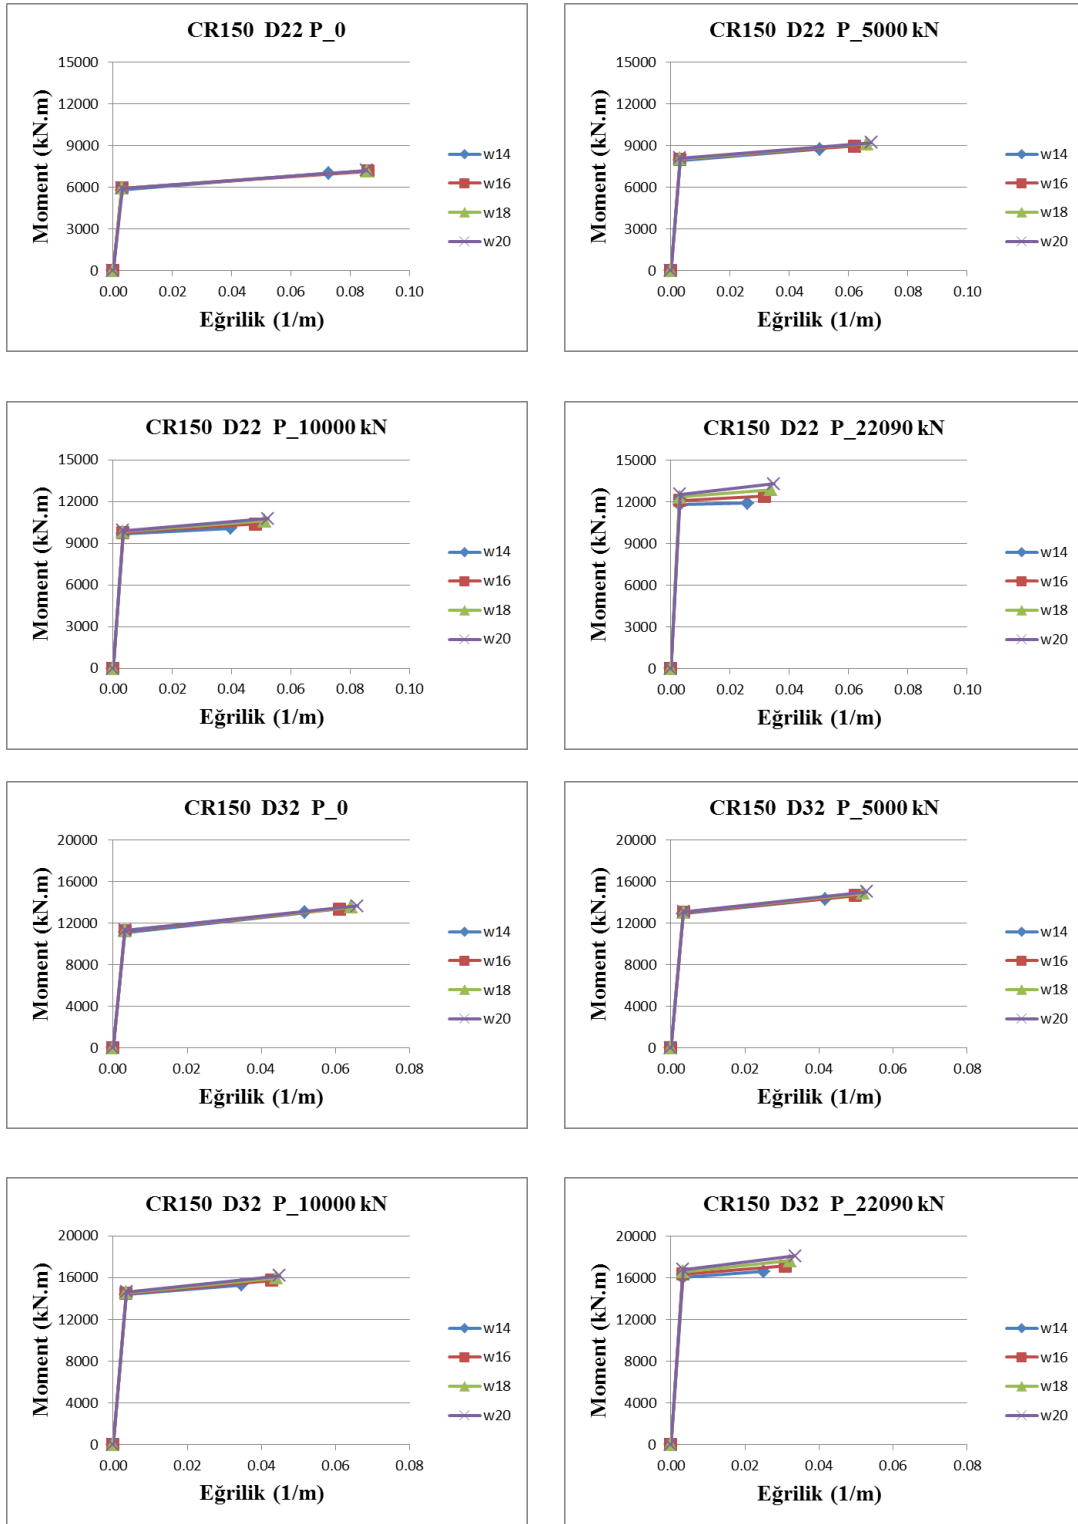 CR150 D22 P_0
15000
12000
9000
6000
3000
0
0.00 0.02 0.04 0.06 0.08 0.10
Moment (kN.m)
Eğrilik (1/m)
w14
w16
w18
w20
CR150 D22 P_5000 kN
15000
12000
9000
6000
3000
0
0.00 0.02 0.04 0.06 0.08 0.10
Moment (kN.m)
Eğrilik (1/m)
w14
w16
w18
w20
CR150 D22 P_10000 kN
15000
12000
9000
6000
3000
0
0.00 0.02 0.04 0.06 0.08 0.10
Moment (kN.m)
Eğrilik (1/m)
w14
w16
w18
w20
CR150 D22 P_22090 kN
15000
12000
9000
6000
3000
0
0.00 0.02 0.04 0.06 0.08 0.10
Moment (kN.m)
Eğrilik (1/m)
w14
w16
w18
w20
CR150 D32 P_0
20000
16000
12000
8000
4000
0
0.00 0.02 0.04 0.06 0.08
Moment (kN.m)
Eğrilik (1/m)
w14
w16
w18
w20
CR150 D32 P_5000 kN
20000
16000
12000
8000
4000
0
0.00 0.02 0.04 0.06 0.08
Moment (kN.m)
Eğrilik (1/m)
w14
w16
w18
w20
CR150 D32 P_10000 kN
20000
16000
12000
8000
4000
0
0.00 0.02 0.04 0.06 0.08
Moment (kN.m)
Eğrilik (1/m)
w14
w16
w18
w20
CR150 D32 P_22090 kN
20000
16000
12000
8000
4000
0
0.00 0.02 0.04 0.06 0.08
Moment (kN.m)
Eğrilik (1/m)
w14
w16
w18
w20